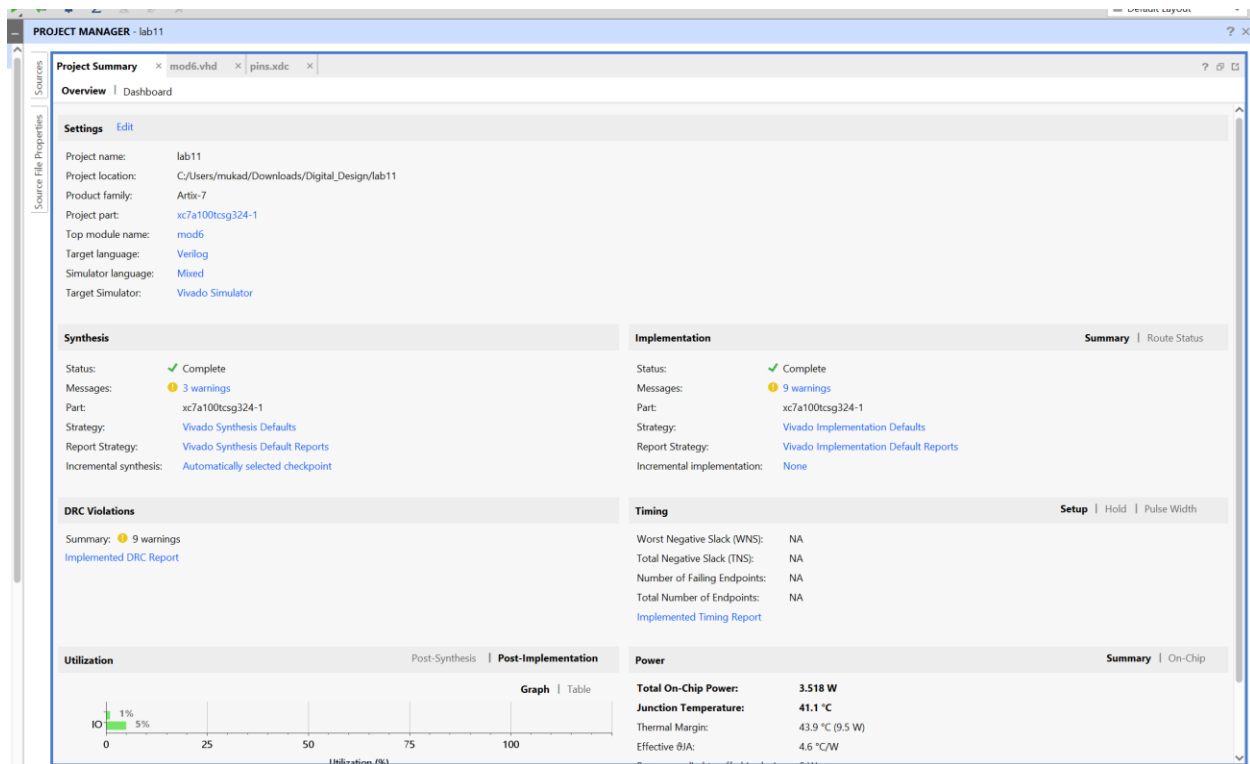 Default Layout
PROJECT MANAGER - lab11
? ×
Sources
Source File Properties
Project Summary × mod6.vhd × pins.xdc ×
?
Overview | Dashboard
Settings Edit
Project name: lab11
Project location: C:/Users/mukad/Downloads/Digital_Design/lab11
Product family: Artix-7
Project part: xc7a100tcsg324-1
Top module name: mod6
Target language: Verilog
Simulator language: Mixed
Target Simulator: Vivado Simulator
Synthesis
Status: Complete
Messages: 3 warnings
Part: xc7a100tcsg324-1
Strategy: Vivado Synthesis Defaults
Report Strategy: Vivado Synthesis Default Reports
Incremental synthesis: Automatically selected checkpoint
Implementation Summary | Route Status
Status: Complete
Messages: 9 warnings
Part: xc7a100tcsg324-1
Strategy: Vivado Implementation Defaults
Report Strategy: Vivado Implementation Default Reports
Incremental implementation: None
DRC Violations
Summary: 9 warnings
Implemented DRC Report
Timing Setup | Hold | Pulse Width
Worst Negative Slack (WNS): NA
Total Negative Slack (TNS): NA
Number of Failing Endpoints: NA
Total Number of Endpoints: NA
Implemented Timing Report
Utilization Post-Synthesis | Post-Implementation
Graph | Table
1%
IO 5%
0 25 50 75 100
Utilization (%)
Power Summary | On-Chip
Total On-Chip Power: 3.518 W
Junction Temperature: 41.1 °C
Thermal Margin: 43.9 °C (9.5 W)
Effective ϑJA: 4.6 °C/W